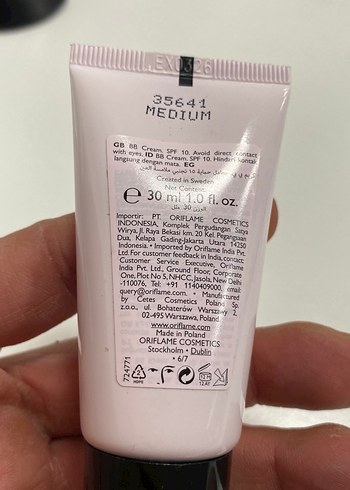 EX0326
35641
MEDIUM
GB BB Cream. SPF 10. Avoid direct contact
with eyes. ID BB Cream. SPF 10. Hindari kontak
langsung dengan mata. EG
Created in Sweden
Net Content:
e 30 ml 1.0 fl. oz.
Importir: PT. ORIFLAME COSMETICS
INDONESIA, Komplek Pergudangan Satya
Wirya, Jl. Raya Bekasi km. 20 Kel. Pegangsaan
Dua, Kelapa Gading-Jakarta Utara 14250
Indonesia. • Imported by Oriflame India Pvt.
Ltd. For customer feedback in India, contact:
Customer Service Executive, Oriflame
India Pvt. Ltd., Ground Floor, Corporate
One, Plot No 5, NHCC, Jasola, New Delhi
-110076, Tel: +91 1140409000, email:
query@oriflame.com. • Manufactured
by Cetes Cosmetics Poland Sp.
z o.o. ul. Bohaterów Warszawy 2,
02-495 Warszawa, Poland.
www.oriflame.com
Made in Poland
ORIFLAME COSMETICS
Stockholm • Dublin
• 6/7
724771
2
HDPE
12 M